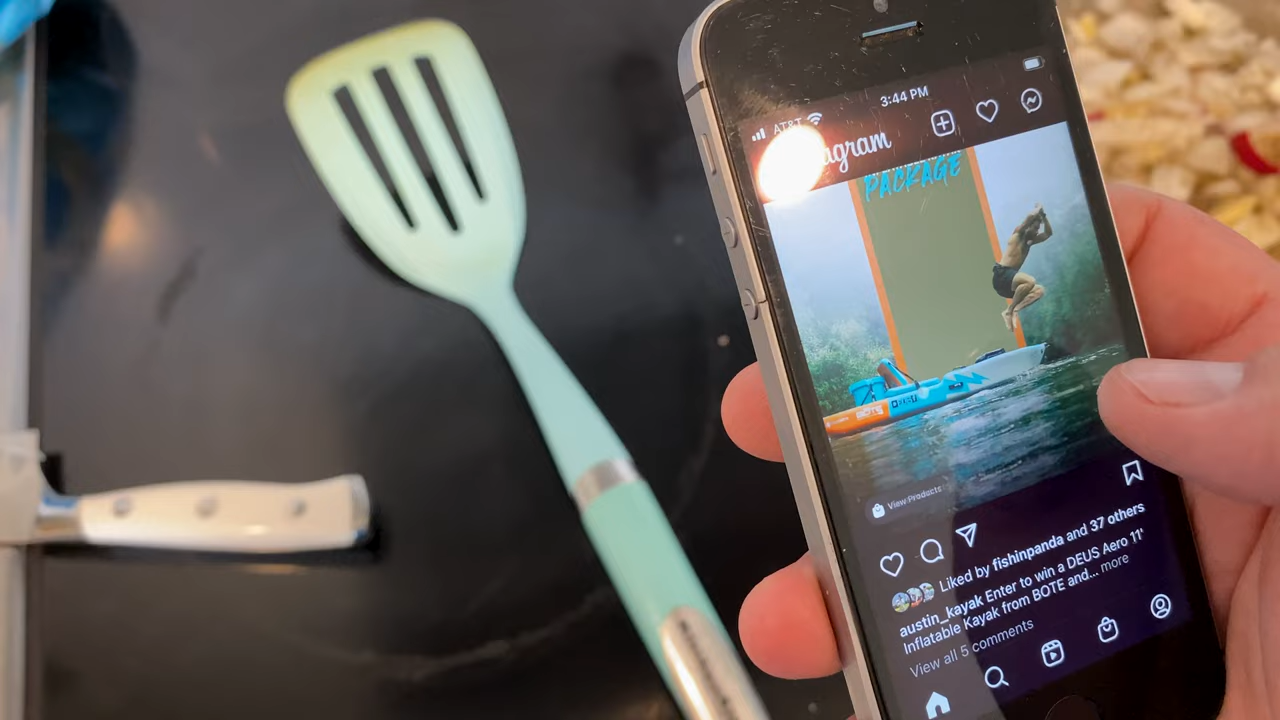 3:44 PM
AT&T
agram
PACKAGE
BOTE
View Products
Liked by fishinpanda and 37 others
austin_kayak Enter to win a DEUS Aero 11'
Inflatable Kayak from BOTE and... more
View all 5 comments